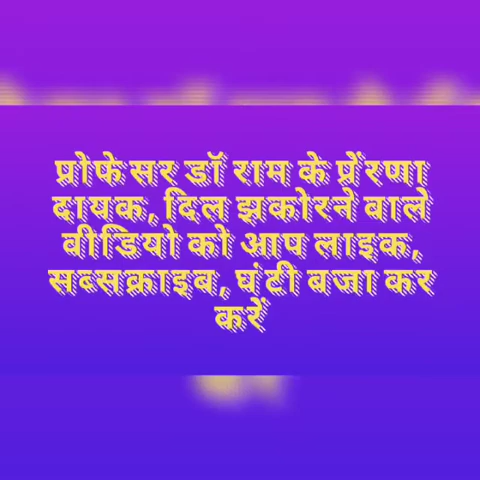 प्रोफेसर डॉ राम के प्रेंरणा
दायक, दिल झकोरने वाले
वीडियो को आप लाइक,
सब्सक्राइब, घंटी बजा कर
करें